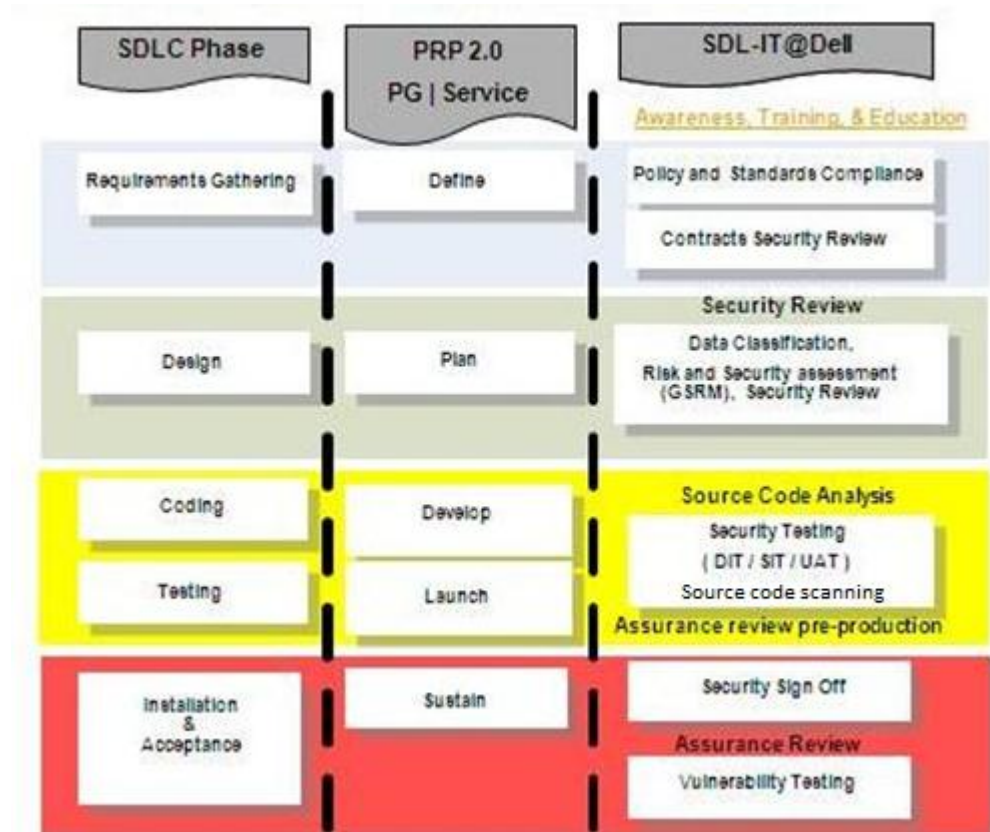 SDLC Phase
PRP 2.0
PG | Service
SDL-IT@Dell
Awareness, Training, & Education
Requirements Gathering
Define
Policy and Standards Compliance
Contracts Security Review
Security Review
Design
Plan
Data Classification,
Risk and Security assessment
(GSRM), Security Review
Source Code Analysis
Coding
Develop
Security Testing
( DIT / SIT / UAT )
Source code scanning
Testing
Launch
Assurance review pre-production
Installation
&
Acceptance
Sustain
Security Sign Off
Assurance Review
Vulnerability Testing